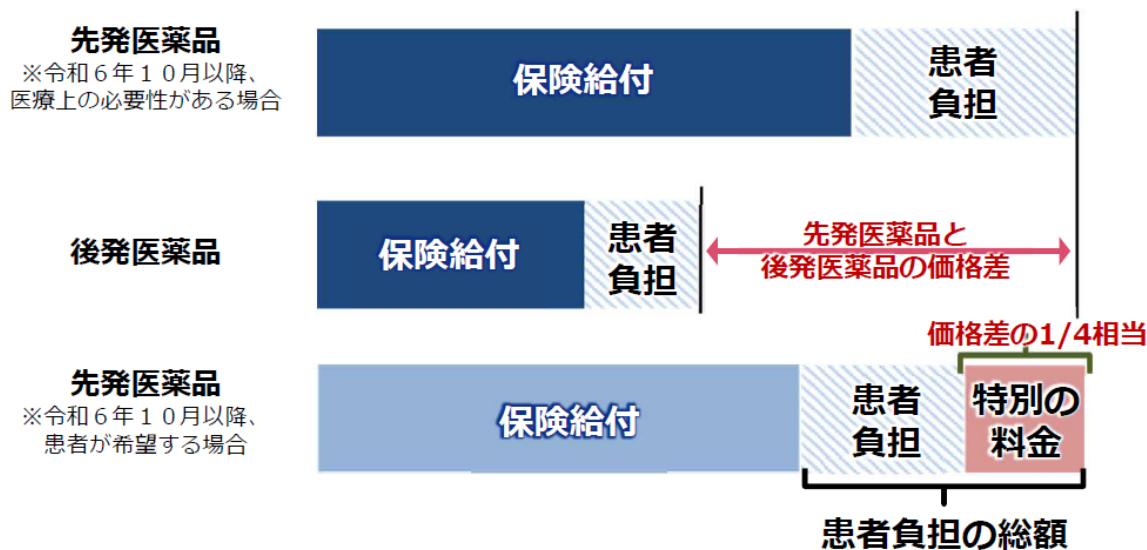 先発医薬品
※令和６年１０月以降、
医療上の必要性がある場合
保険給付
患者
負担
後発医薬品
保険給付
患者
負担
先発医薬品と
後発医薬品の価格差
価格差の1/4相当
先発医薬品
※令和６年１０月以降、
患者が希望する場合
保険給付
患者
負担
特別の
料金
患者負担の総額